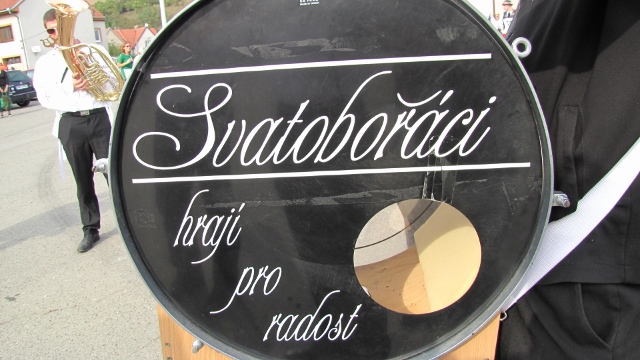 Svatobořáci
hrají
pro
radost